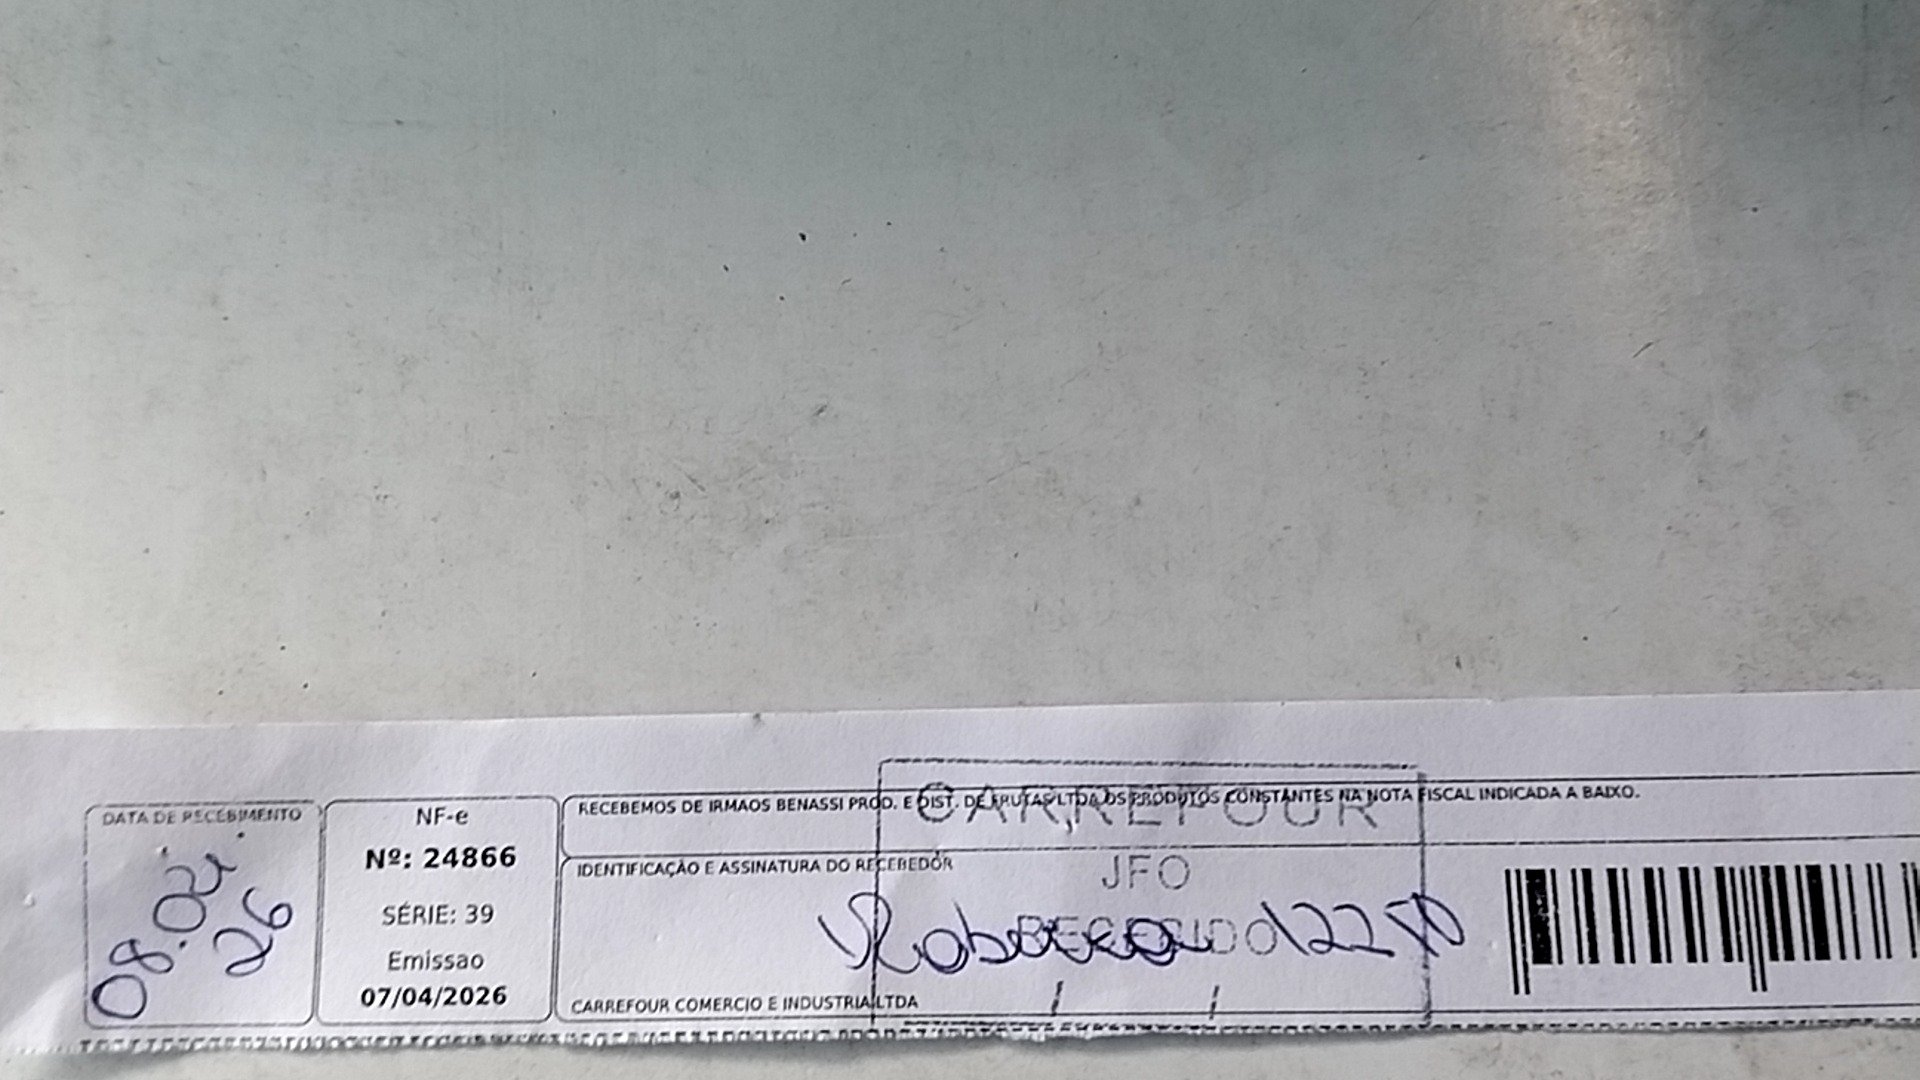 DATA DE RECEBIMENTO
08.04.
26
NF-e
Nº: 24866
SÉRIE: 39
Emissao
07/04/2026
RECEBEMOS DE IRMAOS BENASSI PROD. E DIST. DE FRUTAS LTDA OS PRODUTOS CONSTANTES NA NOTA FISCAL INDICADA A BAIXO.
IDENTIFICAÇÃO E ASSINATURA DO RECEBEDOR
CARREFOUR COMERCIO E INDUSTRIA LTDA
CARREFOUR
JFO
RECEBIDO
/ /